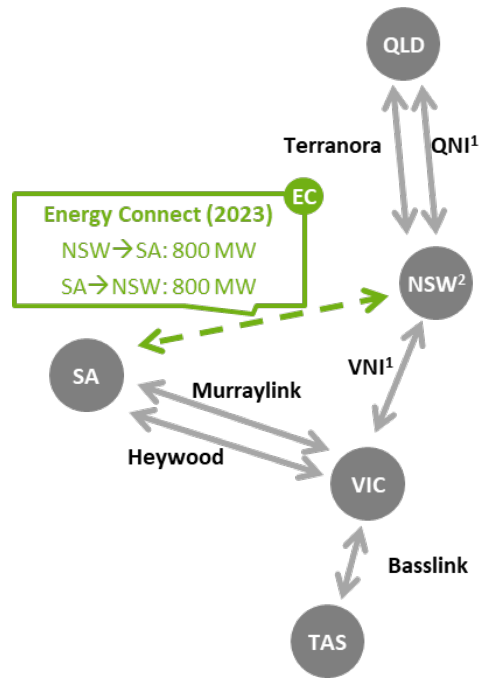 QLD
Terranora
QNI¹
EC
Energy Connect (2023)
NSW→SA: 800 MW
SA→NSW: 800 MW
NSW²
SA
Murraylink
VNI¹
Heywood
VIC
Basslink
TAS